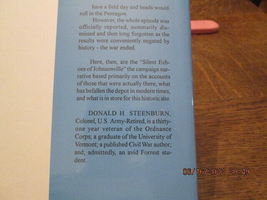 have a field day and heads would
roll in the Pentagon.
However, the whole episode was
officially reported, summarily dis-
missed and then long forgotten as the
results were conveniently negated by
history - the war ended.
Here, then, are the "Silent Ech-
oes of Johnsonville" the campaign nar-
rative based primarily on the accounts
of those that were actually there, what
has befallen the depot in modern times,
and what is in store for this historic site.
DONALD H. STEENBURN,
Colonel, U.S. Army-Retired, is a thirty-
one year veteran of the Ordnance
Corps; a graduate of the University of
Vermont; a published Civil War author;
and, admittedly, an avid Forrest stu-
dent.